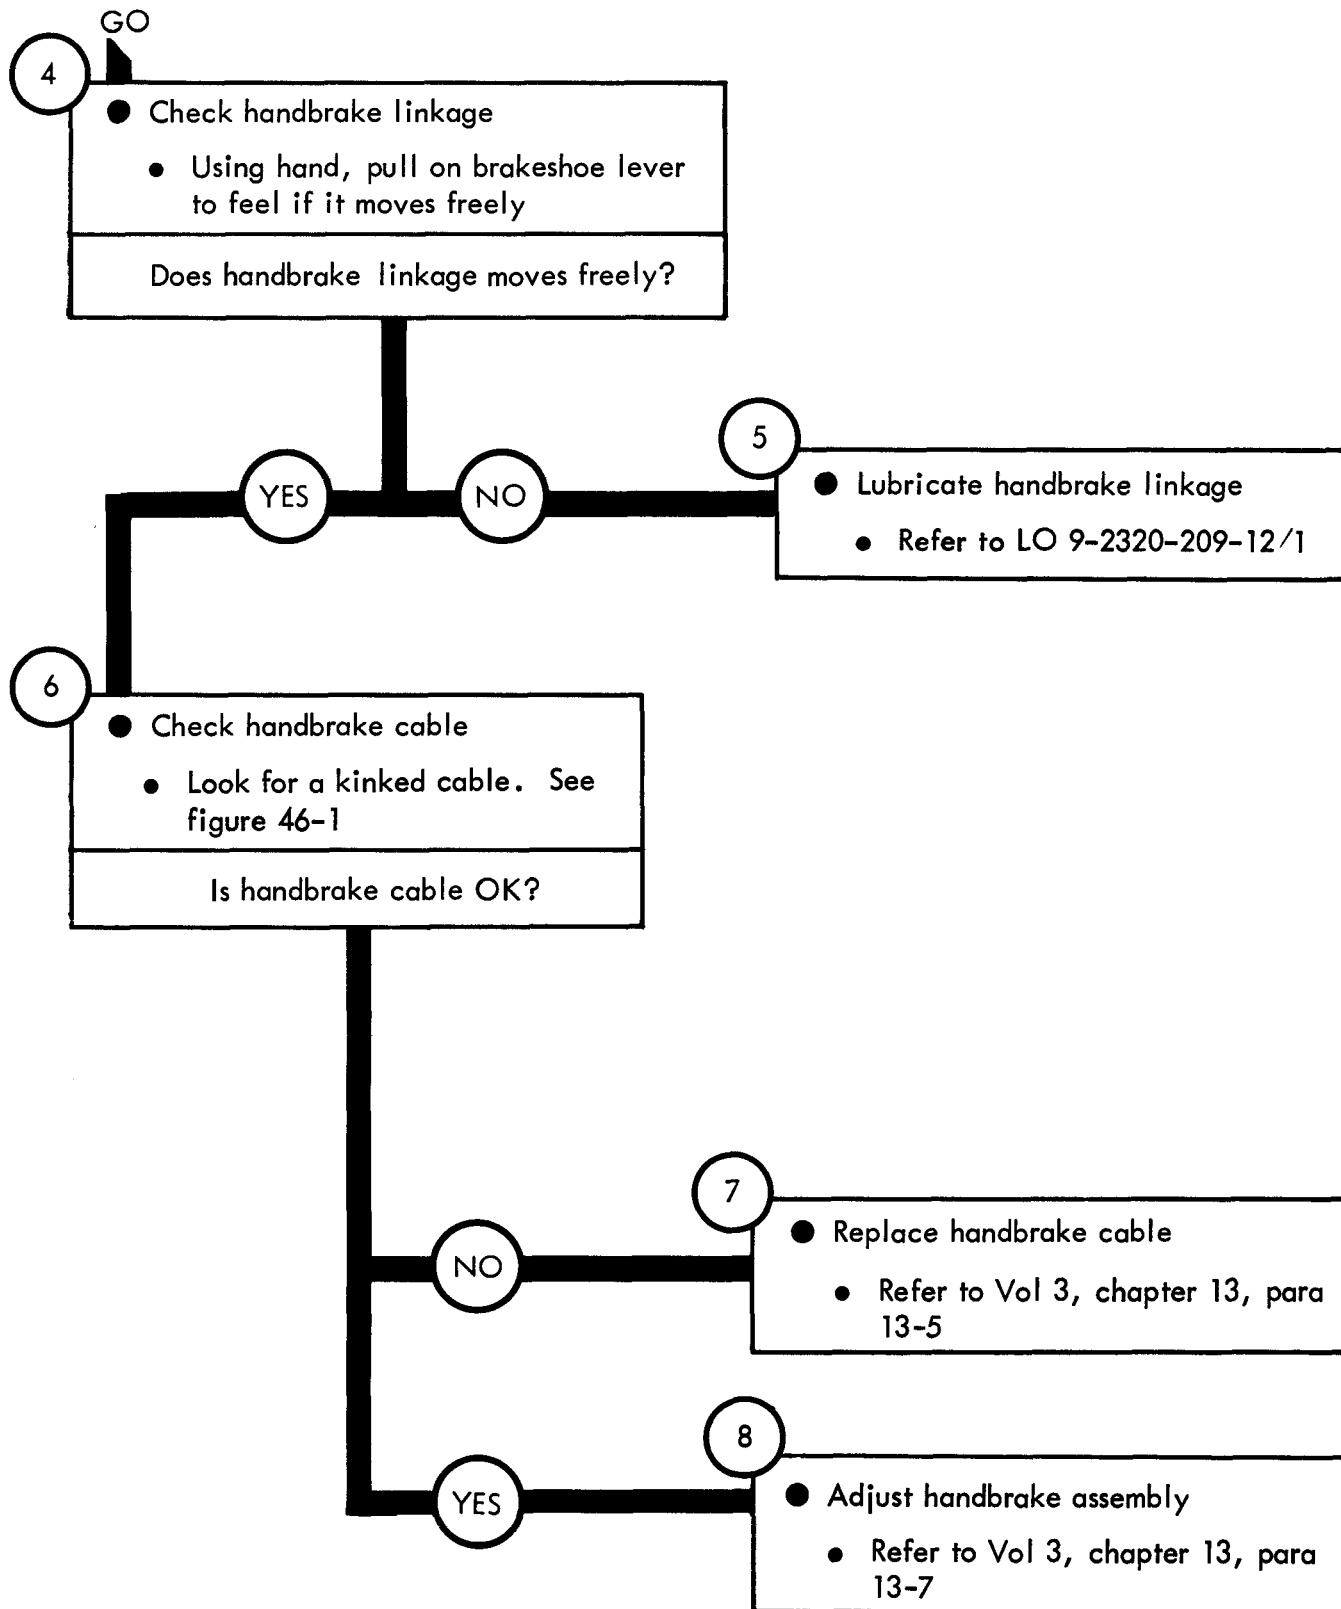 GO
4
● Check handbrake linkage
● Using hand, pull on brakeshoe lever
to feel if it moves freely
Does handbrake linkage moves freely?
YES
NO
5
● Lubricate handbrake linkage
● Refer to LO 9-2320-209-12/1
6
● Check handbrake cable
● Look for a kinked cable. See
figure 46-1
Is handbrake cable OK?
NO
7
● Replace handbrake cable
● Refer to Vol 3, chapter 13, para
13-5
YES
8
● Adjust handbrake assembly
● Refer to Vol 3, chapter 13, para
13-7